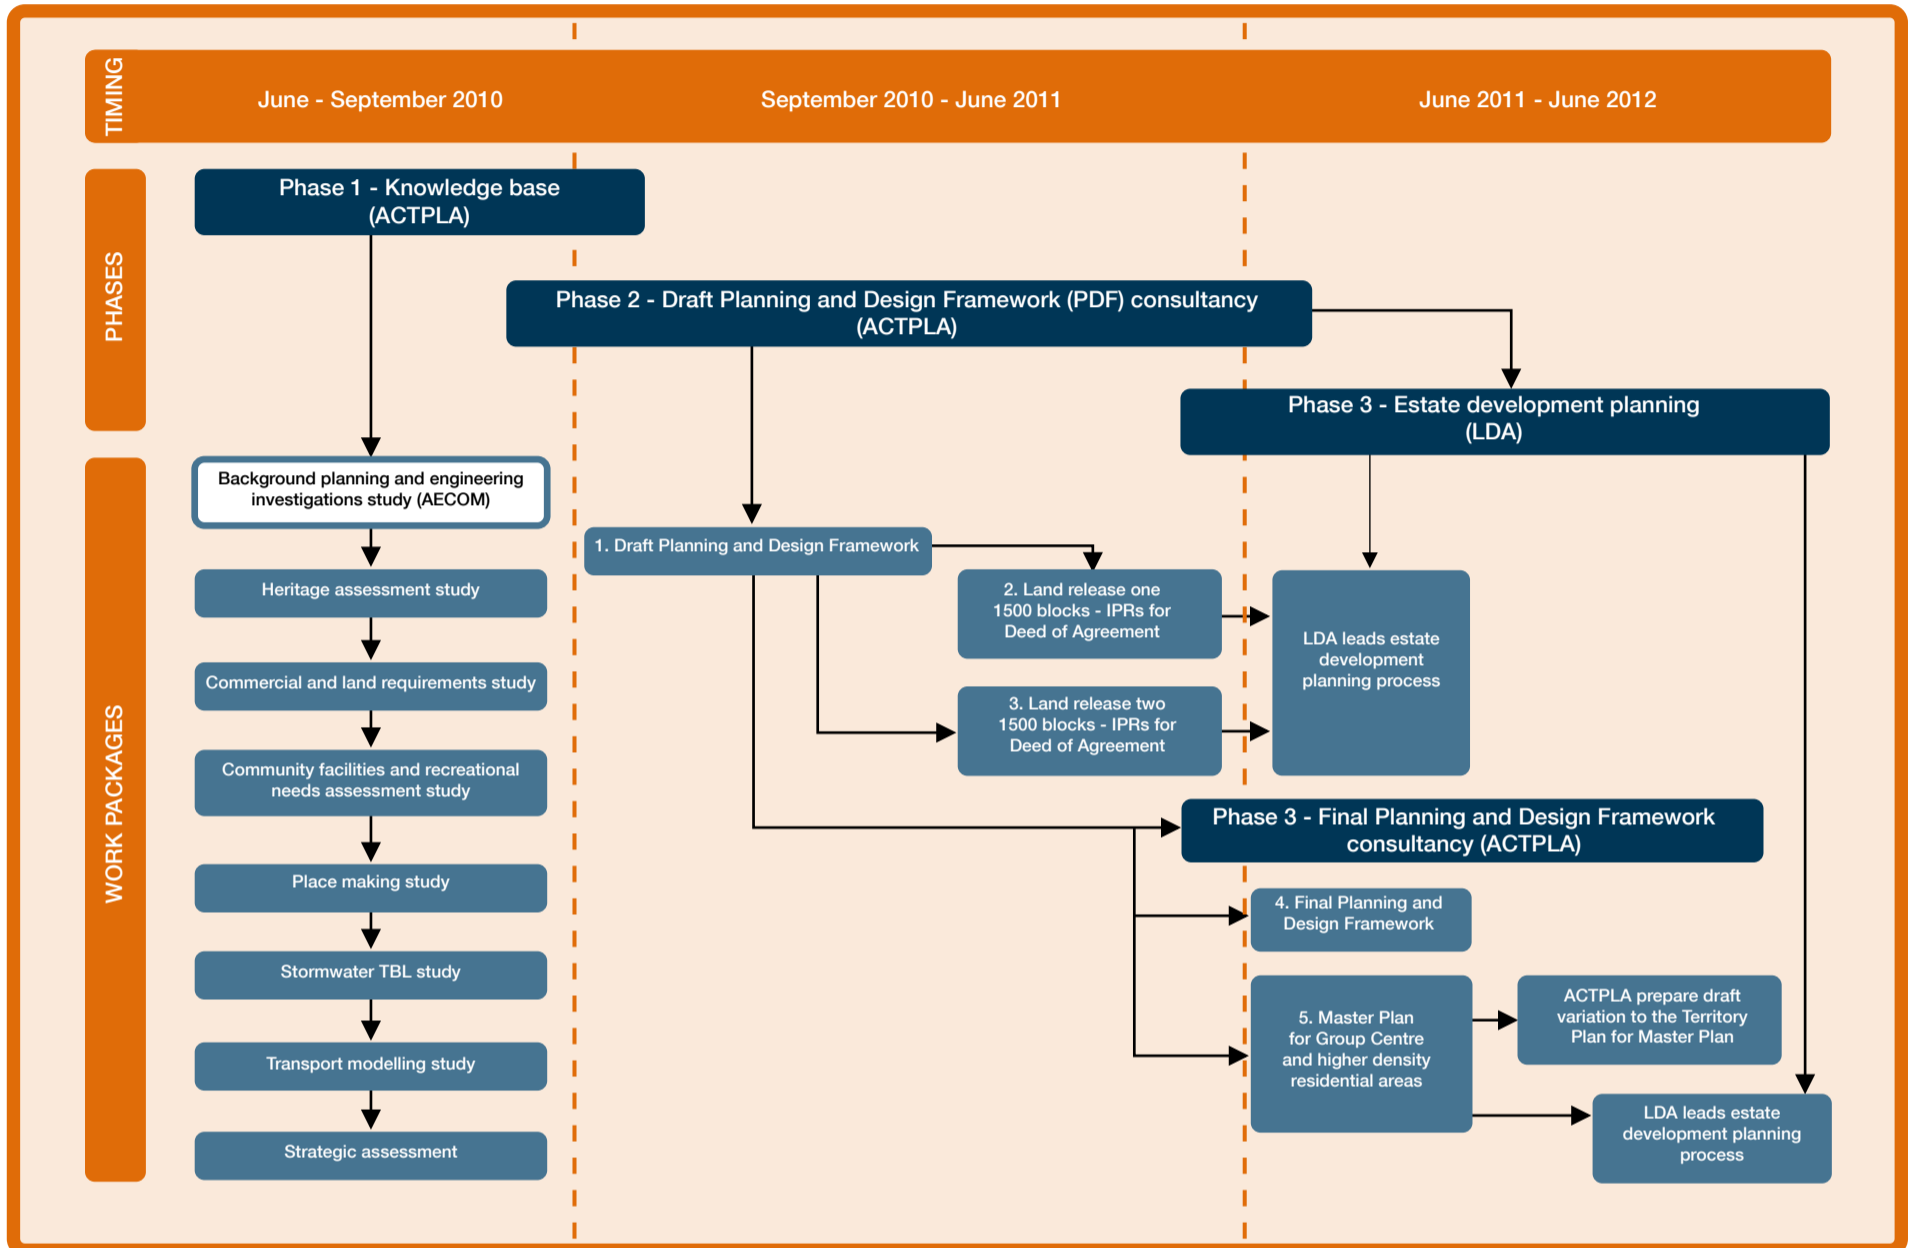 TIMING
June - September 2010
September 2010 - June 2011
June 2011 - June 2012
PHASES
Phase 1 - Knowledge base
(ACTPLA)
Phase 2 - Draft Planning and Design Framework (PDF) consultancy
(ACTPLA)
Phase 3 - Estate development planning
(LDA)
WORK PACKAGES
Background planning and engineering
investigations study (AECOM)
Heritage assessment study
Commercial and land requirements study
Community facilities and recreational
needs assessment study
Place making study
Stormwater TBL study
Transport modelling study
Strategic assessment
1. Draft Planning and Design Framework
2. Land release one
1500 blocks - IPRs for
Deed of Agreement
3. Land release two
1500 blocks - IPRs for
Deed of Agreement
LDA leads estate
development
planning process
Phase 3 - Final Planning and Design Framework
consultancy (ACTPLA)
4. Final Planning and
Design Framework
5. Master Plan
for Group Centre
and higher density
residential areas
ACTPLA prepare draft
variation to the Territory
Plan for Master Plan
LDA leads estate
development planning
process